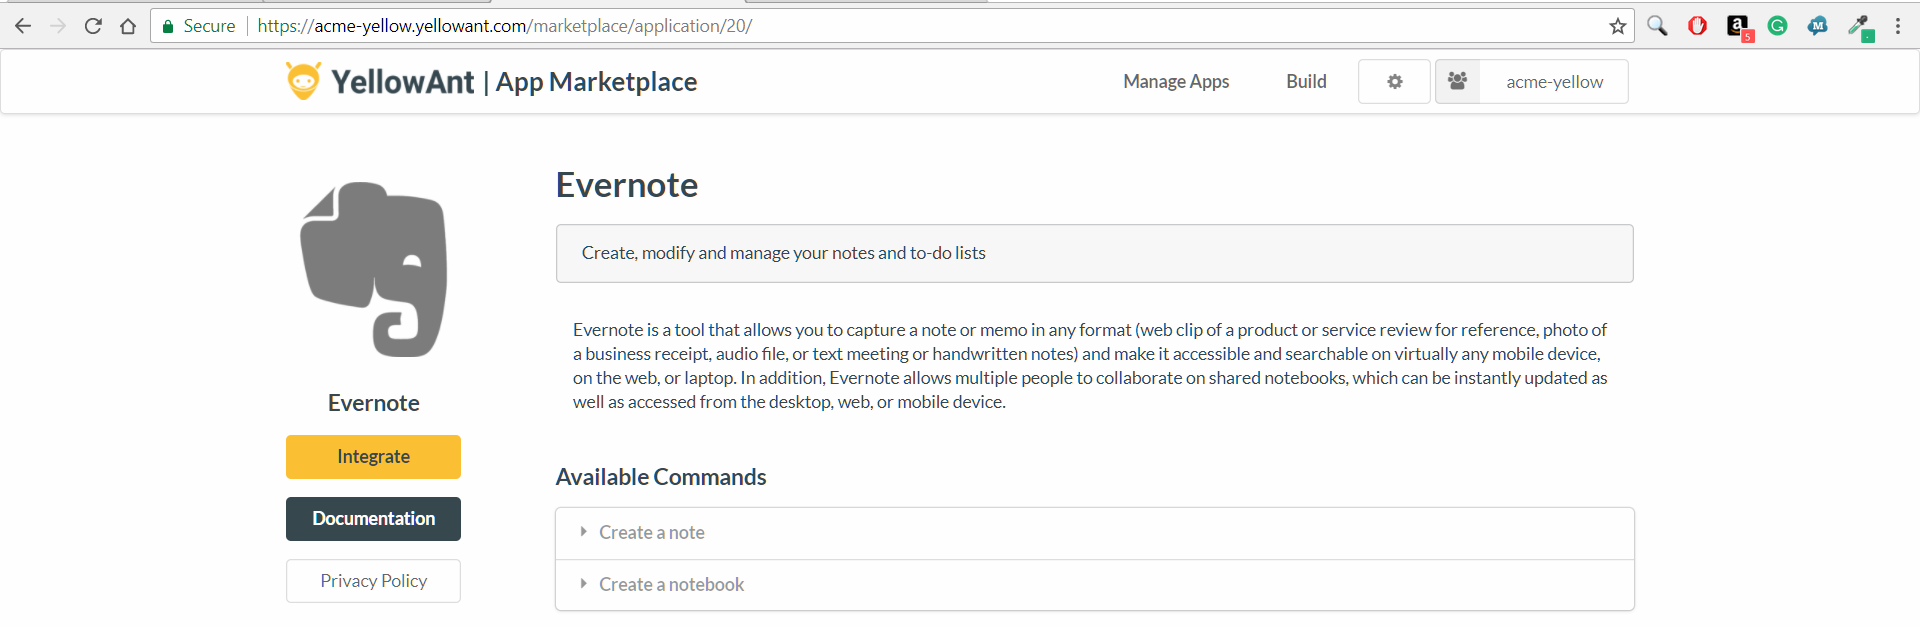 Secure
https://acme-yellow.yellowant.com/marketplace/application/20/
a
5
G
M
YellowAnt | App Marketplace
Manage Apps
Build
acme-yellow
Evernote
Create, modify and manage your notes and to-do lists
Evernote is a tool that allows you to capture a note or memo in any format (web clip of a product or service review for reference, photo of
a business receipt, audio file, or text meeting or handwritten notes) and make it accessible and searchable on virtually any mobile device,
on the web, or laptop. In addition, Evernote allows multiple people to collaborate on shared notebooks, which can be instantly updated as
well as accessed from the desktop, web, or mobile device.
Evernote
Integrate
Documentation
Privacy Policy
Available Commands
Create a note
Create a notebook